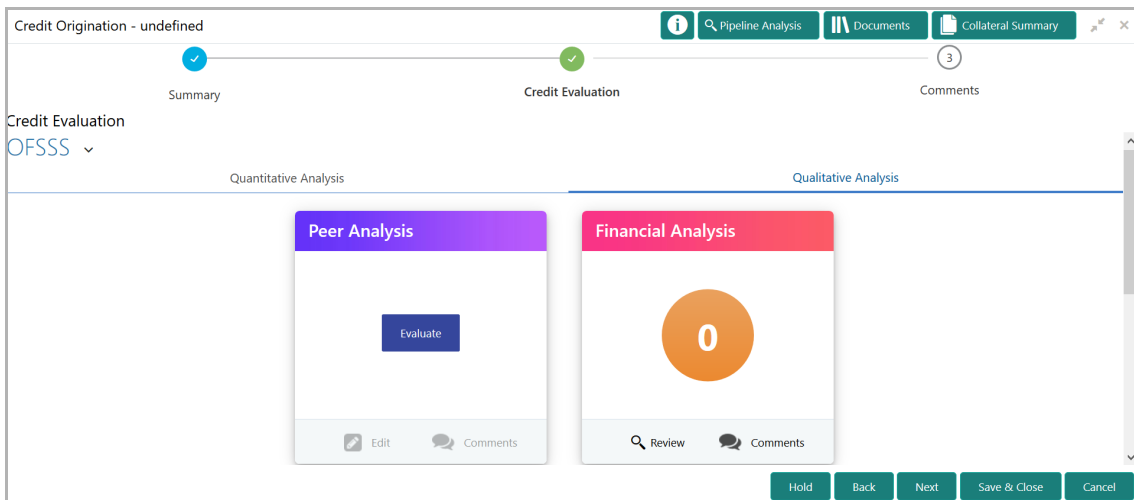 Credit Origination - undefined
i Pipeline Analysis Documents Collateral Summary
3
Summary Credit Evaluation Comments
Credit Evaluation
OFSSS
Quantitative Analysis Qualitative Analysis
Peer Analysis Financial Analysis
Evaluate 0
Edit Comments Review Comments
Hold Back Next Save & Close Cancel